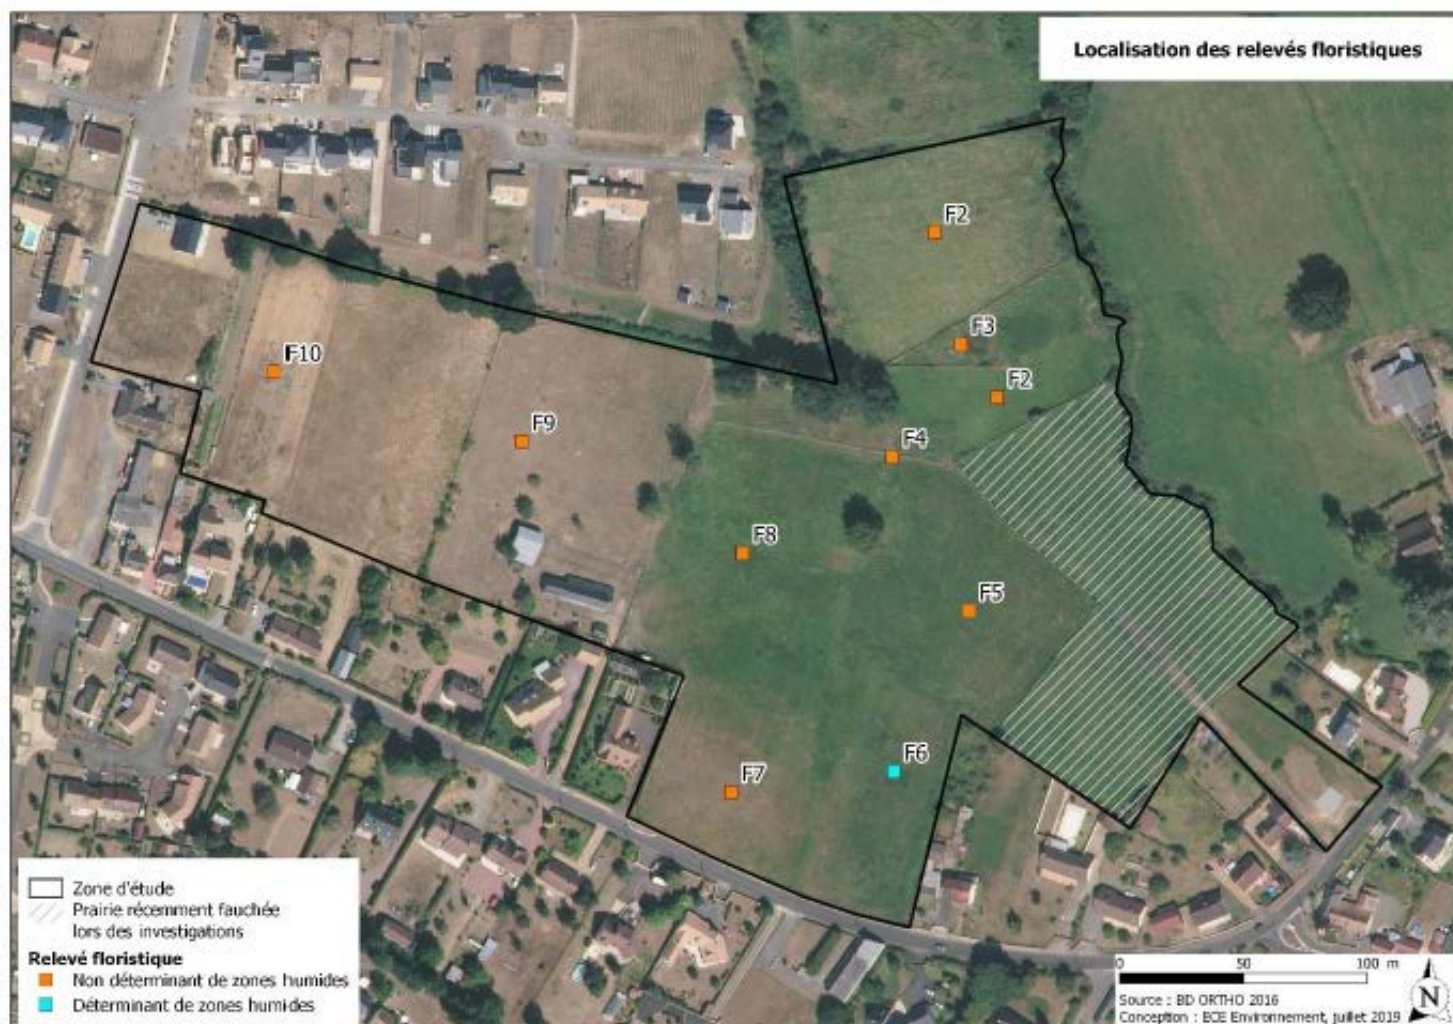 Localisation des relevés floristiques
F2
F3
F10
F2
F9
F4
F8
F5
F6
F7
Zone d'étude
Prairie récemment fauchée
lors des investigations
Relevé floristique
Non déterminant de zones humides
Déterminant de zones humides
0 50 100 m
Source : BD ORTHO 2016
Conception : ECE Environnement, juillet 2019
N